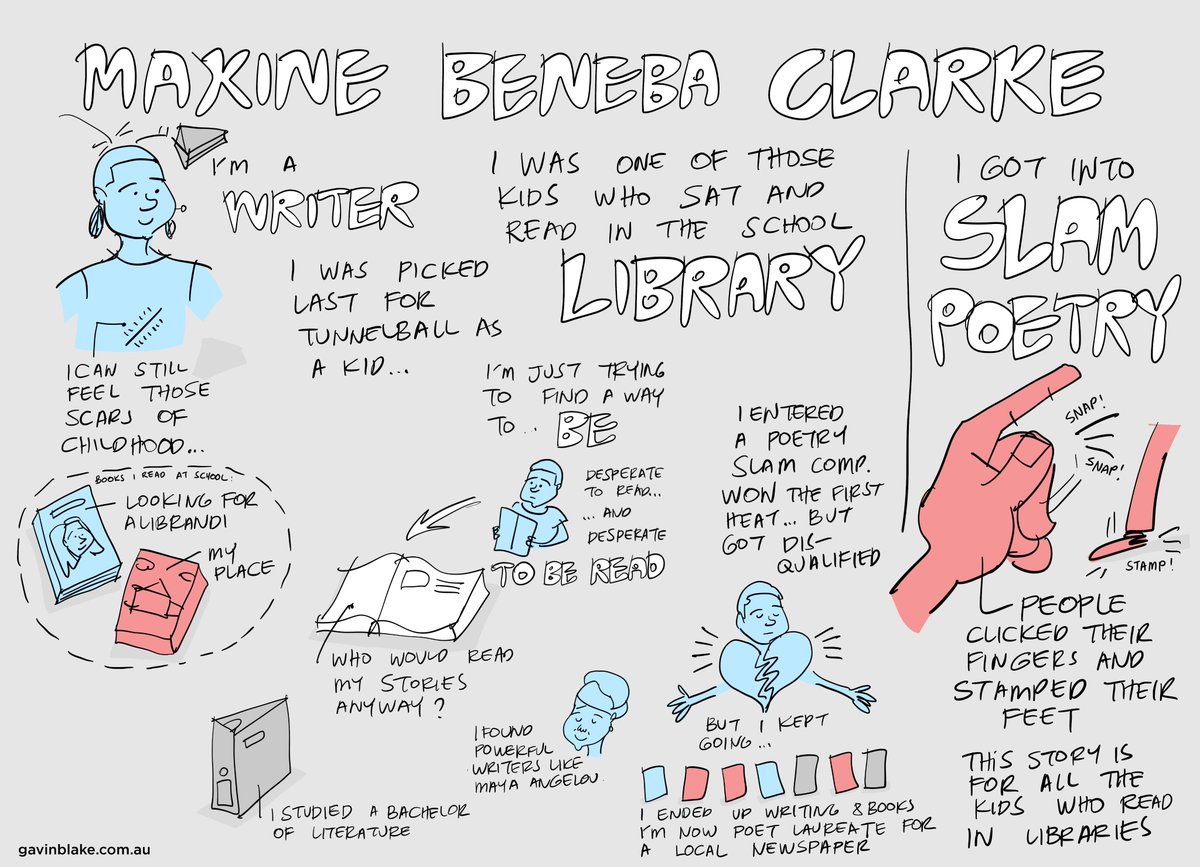 MAXINE BENEBA CLARKE
I'M A
WRITER
I WAS PICKED
LAST FOR
TUNNELBALL AS
A KID...
I CAN STILL
FEEL THOSE
SCARS OF
CHILDHOOD...
BOOKS I READ AT SCHOOL:
LOOKING FOR
ALIBRANDI
MY
PLACE
I WAS ONE OF THOSE
KIDS WHO SAT AND
READ IN THE SCHOOL
LIBRARY
I'M JUST TRYING
TO FIND A WAY
TO... BE
DESPERATE
TO READ...
... AND
DESPERATE
TO BE READ
WHO WOULD READ
MY STORIES
ANYWAY?
I STUDIED A BACHELOR
OF LITERATURE
I FOUND
POWERFUL
WRITERS LIKE
MAYA ANGELOU.
I ENTERED
A POETRY
SLAM COMP.
WON THE FIRST
HEAT... BUT
GOT DIS-
QUALIFIED
BUT I KEPT
GOING...
I ENDED UP WRITING 8 BOOKS
I'M NOW POET LAUREATE FOR
A LOCAL NEWSPAPER
I GOT INTO
SLAM
POETRY
SNAP!
SNAP!
STAMP!
PEOPLE
CLICKED THEIR
FINGERS AND
STAMPED THEIR
FEET
THIS STORY IS
FOR ALL THE
KIDS WHO READ
IN LIBRARIES
gavinblake.com.au